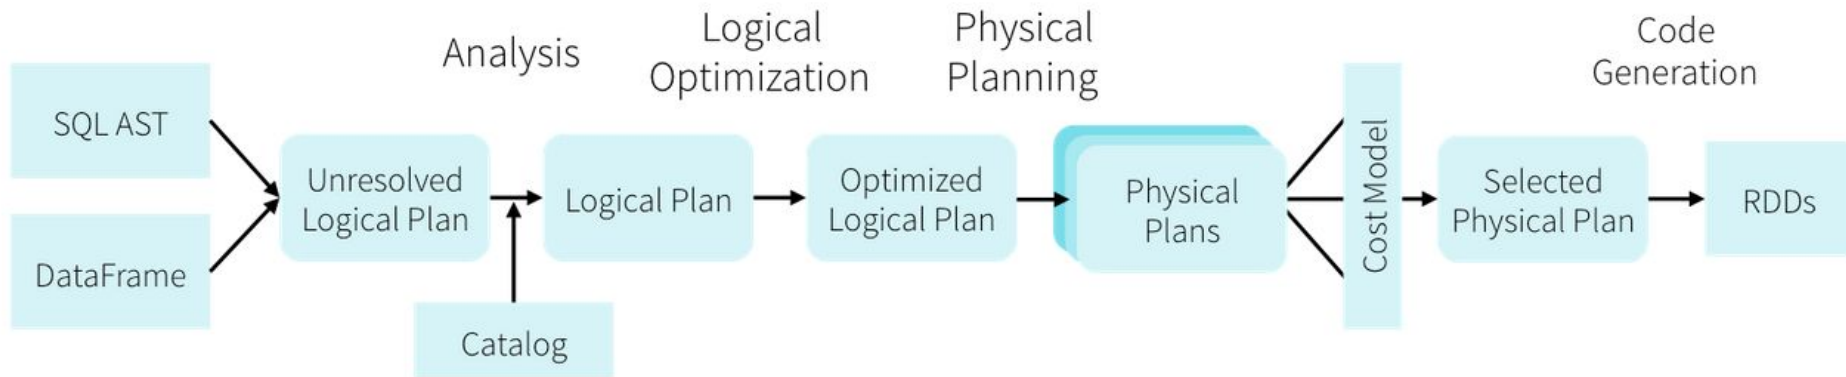 Analysis
Logical
Optimization
Physical
Planning
Code
Generation
SQL AST
DataFrame
Unresolved
Logical Plan
Catalog
Logical Plan
Optimized
Logical Plan
Physical
Plans
Cost Model
Selected
Physical Plan
RDDs